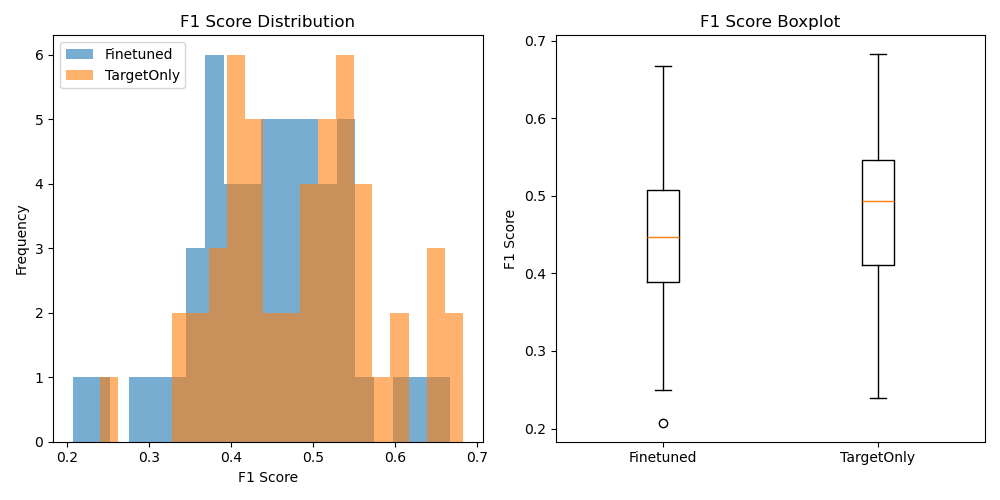 F1 Score Distribution
Finetuned
TargetOnly
Frequency
6
5
4
3
2
1
0
0.2 0.3 0.4 0.5 0.6 0.7
F1 Score
F1 Score Boxplot
F1 Score
0.7
0.6
0.5
0.4
0.3
0.2
Finetuned TargetOnly